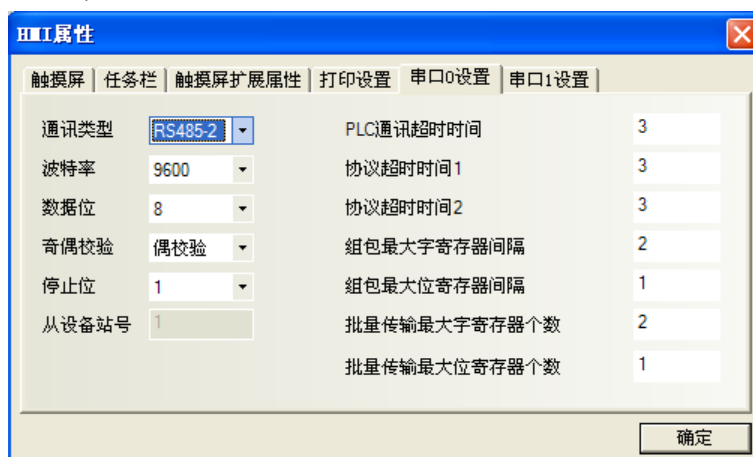 HMI属性
触摸屏 任务栏 触摸屏扩展属性 打印设置 串口0设置 串口1设置
通讯类型 RS485-2 PLC通讯超时时间 3
波特率 9600 协议超时时间1 3
数据位 8 协议超时时间2 3
奇偶校验 偶校验 组包最大字寄存器间隔 2
停止位 1 组包最大位寄存器间隔 1
从设备站号 1 批量传输最大字寄存器个数 2
批量传输最大位寄存器个数 1
确定